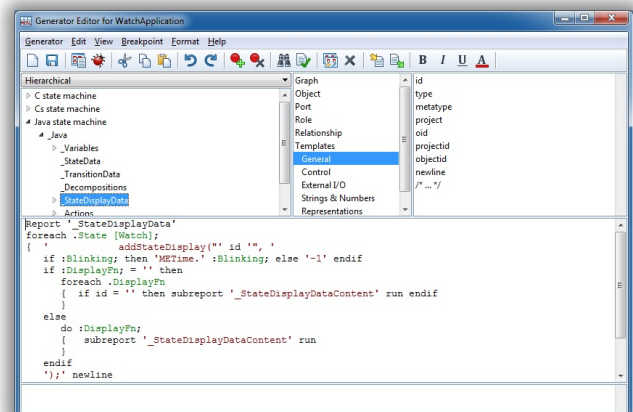 Generator Editor for WatchApplication
Generator Edit View Breakpoint Format Help
B I U A
Hierarchical
C state machine
Cs state machine
Java state machine
_Java
_Variables
_StateData
_TransitionData
_Decompositions
_StateDisplayData
_Actions
Graph
Object
Port
Role
Relationship
Templates
General
Control
External I/O
Strings & Numbers
Representations
id
type
metatype
project
oid
projectid
objectid
newline
/* ... */
Report '_StateDisplayData'
foreach .State [Watch];
{  '          addStateDisplay("' id '", '
   if :Blinking; then 'METime.' :Blinking; else '-1' endif
   if :DisplayFn; = '' then
      foreach .DisplayFn
      {  if id = '' then subreport '_StateDisplayDataContent' run endif
      }
   else
      do :DisplayFn;
      {   subreport '_StateDisplayDataContent' run
      }
   endif
   ');' newline